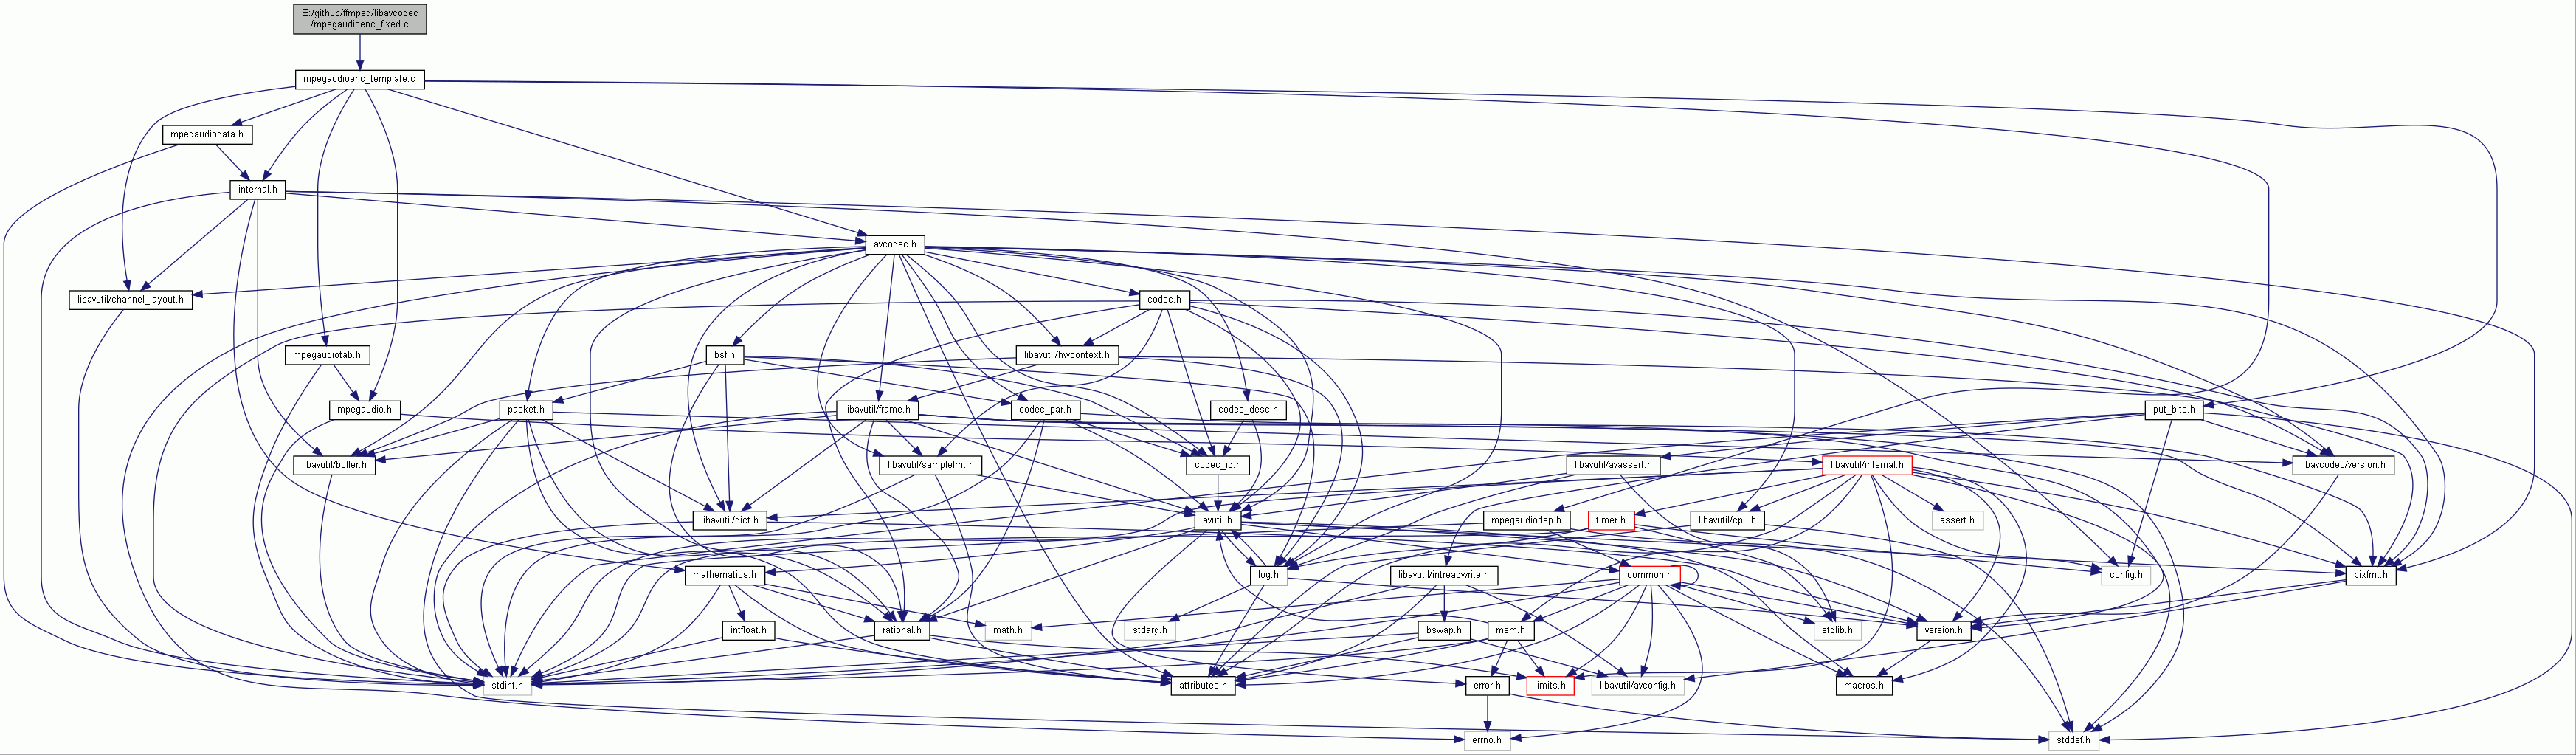 E:/github/ffmpeg/libavcodec
/mpegaudioenc_fixed.c
mpegaudioenc_template.c
mpegaudiodata.h
internal.h
avcodec.h
libavutil/channel_layout.h
codec.h
mpegaudiotab.h
bsf.h
libavutil/hwcontext.h
mpegaudio.h
packet.h
libavutil/frame.h
codec_par.h
codec_desc.h
put_bits.h
libavutil/buffer.h
libavutil/samplefmt.h
codec_id.h
libavutil/avassert.h
libavutil/internal.h
libavcodec/version.h
libavutil/dict.h
avutil.h
mpegaudiodsp.h
timer.h
libavutil/cpu.h
assert.h
mathematics.h
log.h
libavutil/intreadwrite.h
common.h
config.h
pixfmt.h
intfloat.h
rational.h
math.h
stdarg.h
bswap.h
mem.h
stdlib.h
version.h
stdint.h
attributes.h
error.h
limits.h
libavutil/avconfig.h
macros.h
errno.h
stddef.h